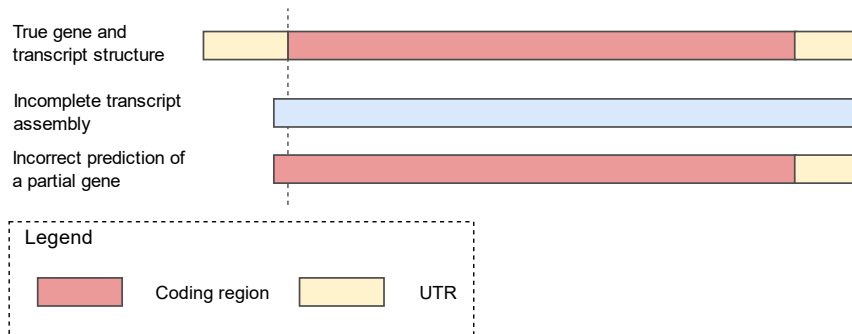 True gene and
transcript structure
Incomplete transcript
assembly
Incorrect prediction of
a partial gene
Legend
Coding region
UTR